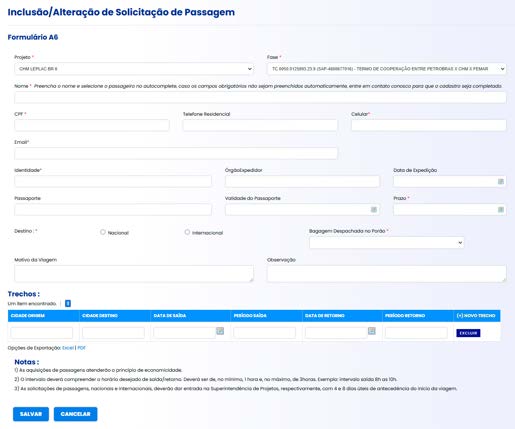 Inclusão/Alteração de Solicitação de Passagem
Formulário A6
Projeto *
Fase *
CHM LEPLAC BR 6
TC 5950.0125893.23.9 (SAP-4600677816) - TERMO DE COOPERAÇÃO ENTRE PETROBRAS X CHM X FEMAR
Nome * Preencha o nome e selecione o passageiro no autocomplete, caso os campos obrigatórios não sejam preenchidos automaticamente, entre em contato conosco para que o cadastro seja completado.
CPF *
Telefone Residencial
Celular*
Email*
Identidade*
ÓrgãoExpedidor
Data de Expedição
Passaporte
Validade do Passaporte
Prazo *
Destino : *
Nacional
Internacional
Bagagem Despachada no Porão *
Motivo da Viagem
Observação
Trechos :
Um item encontrado. | 1
CIDADE ORIGEM
CIDADE DESTINO
DATA DE SAÍDA
PERÍODO SAÍDA
DATA DE RETORNO
PERÍODO RETORNO
(+) NOVO TRECHO
EXCLUIR
Opções de Exportação: Excel | PDF
Notas :
1) As aquisições de passagens atenderão o princípio de economicidade.
2) O intervalo deverá compreender o horário desejado de saída/retorno. Deverá ser de, no mínimo, 1 hora e, no máximo, de 3horas. Exemplo: intervalo saída 8h às 10h.
3) As solicitações de passagens, nacionais e internacionais, deverão dar entrada na Superintendência de Projetos, respectivamente, com 4 e 8 dias úteis de antecedência do início da viagem.
SALVAR
CANCELAR